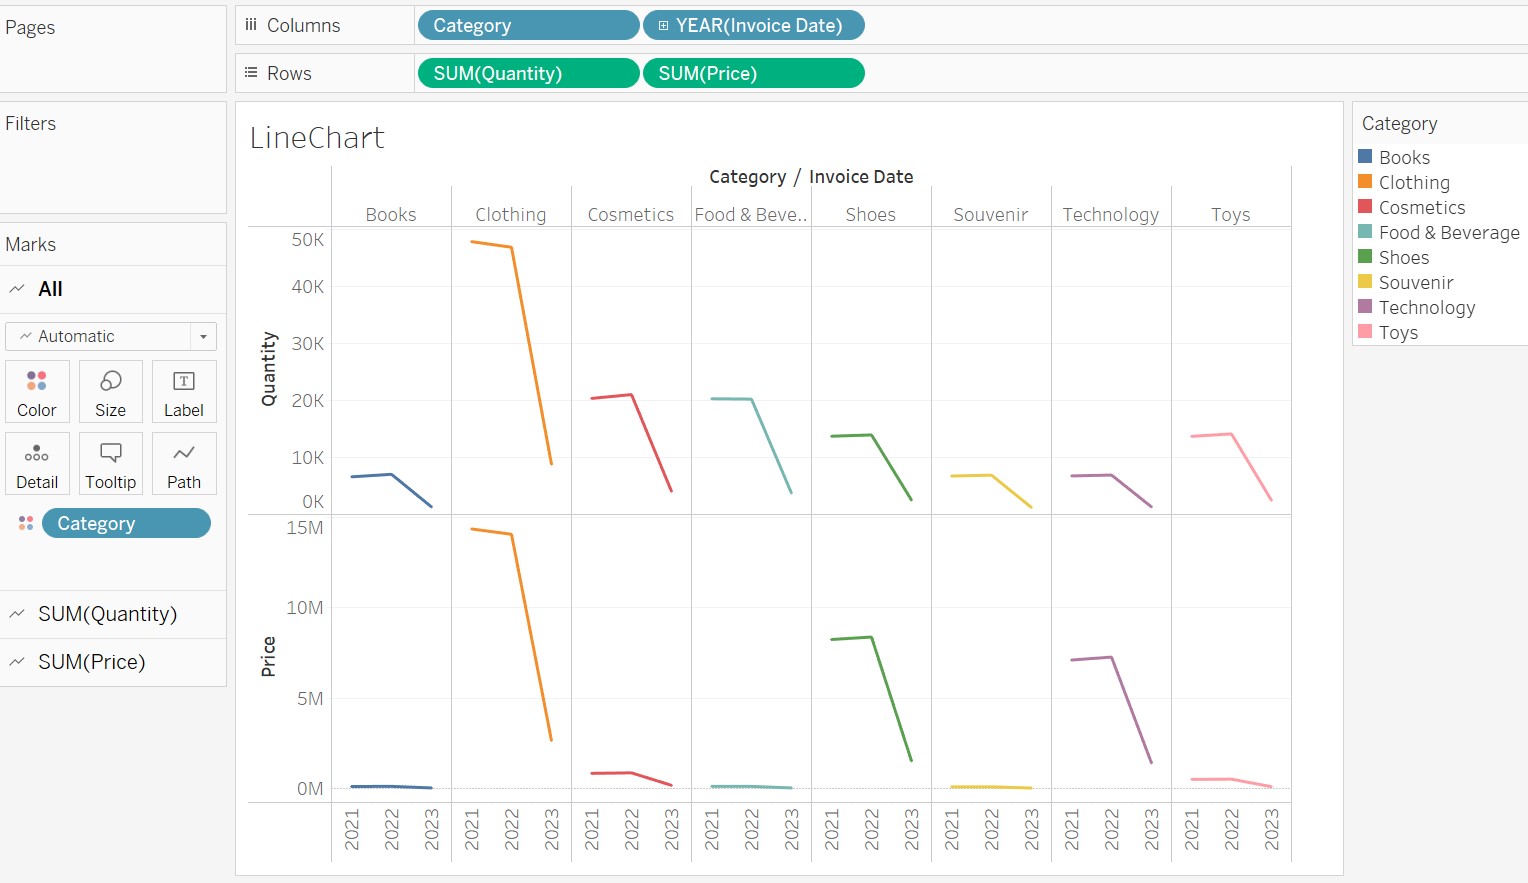 Pages
Columns Category YEAR(Invoice Date)
Rows SUM(Quantity) SUM(Price)
Filters
Marks
All
Automatic
Color Size Label
Detail Tooltip Path
Category
SUM(Quantity)
SUM(Price)
LineChart
Category / Invoice Date
Books Clothing Cosmetics Food & Beve.. Shoes Souvenir Technology Toys
Quantity
50K
40K
30K
20K
10K
0K
Price
15M
10M
5M
0M
2021 2022 2023 2021 2022 2023 2021 2022 2023 2021 2022 2023 2021 2022 2023 2021 2022 2023 2021 2022 2023 2021 2022 2023
Category
Books
Clothing
Cosmetics
Food & Beverage
Shoes
Souvenir
Technology
Toys